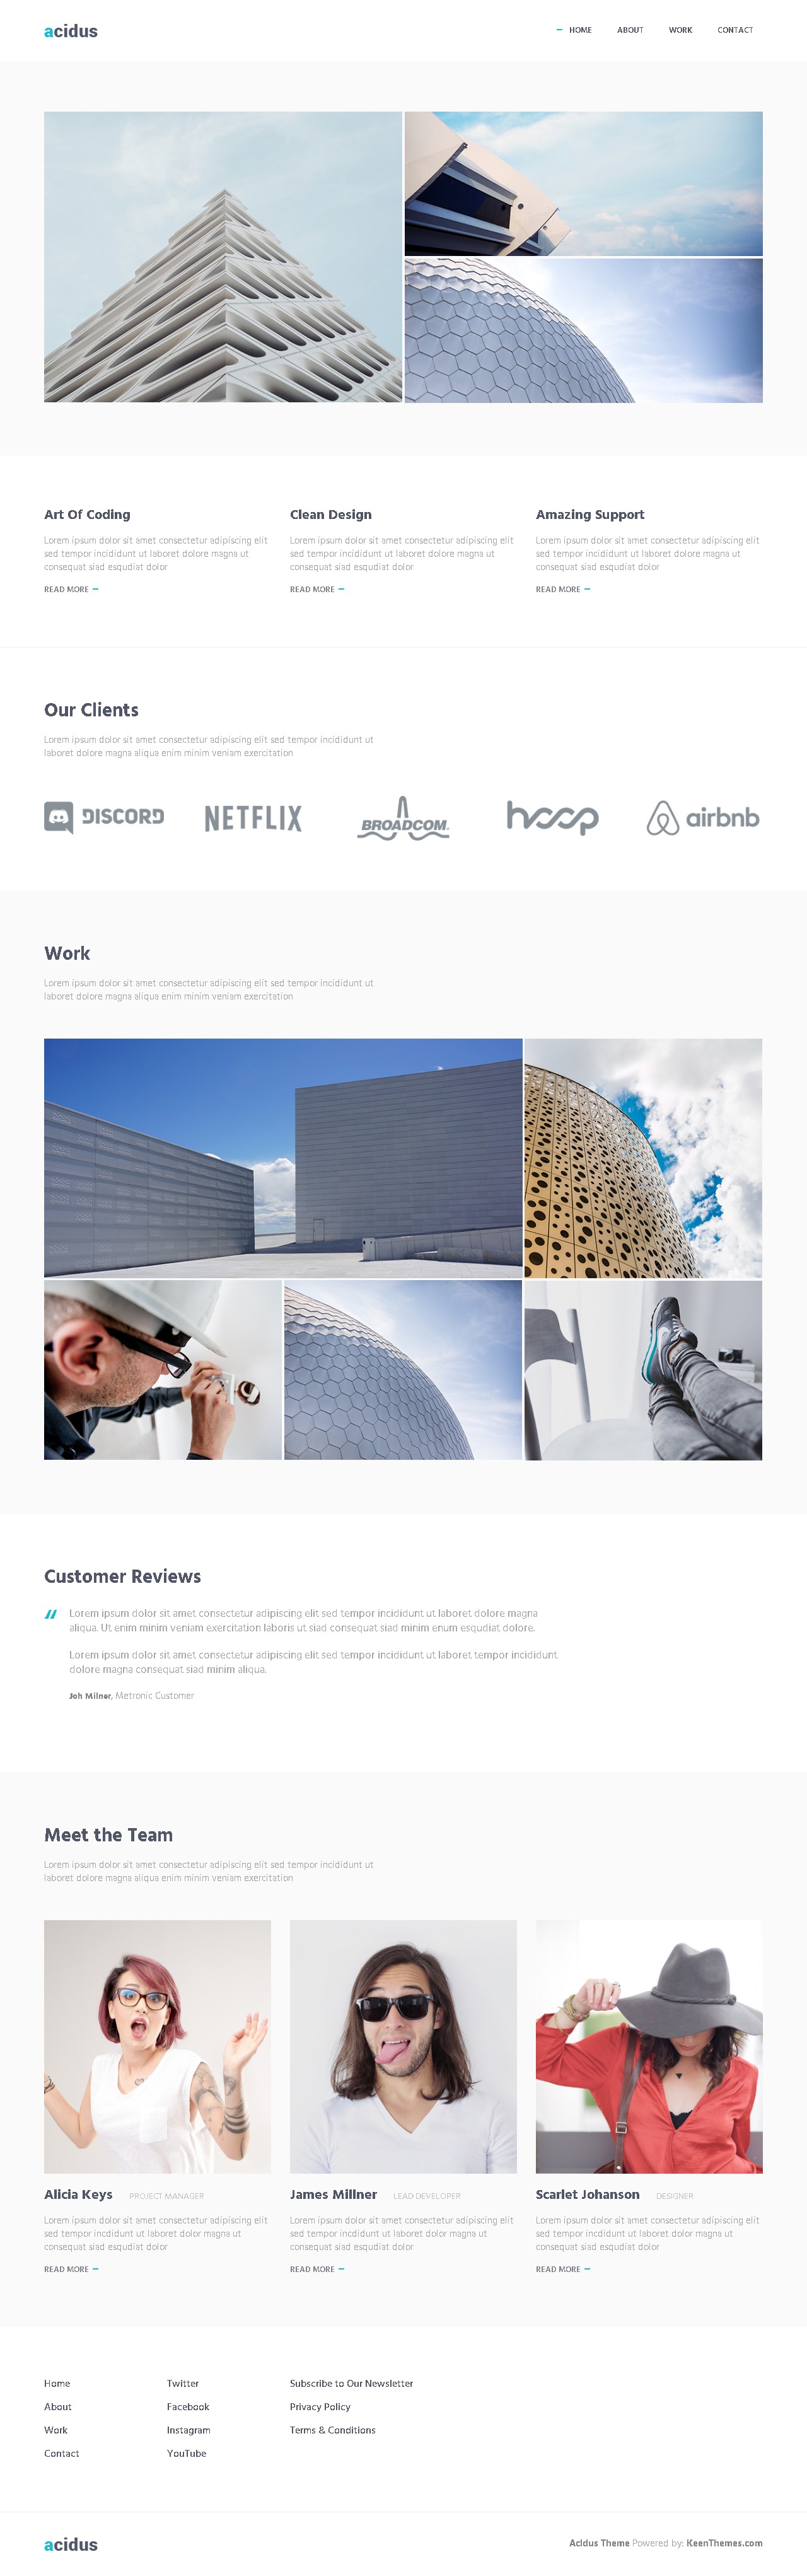 acidus
HOME ABOUT WORK CONTACT
Art Of Coding
Lorem ipsum dolor sit amet consectetur adipiscing elit
sed tempor incididunt ut laboret dolore magna ut
consequat siad esqudiat dolor
READ MORE
Clean Design
Lorem ipsum dolor sit amet consectetur adipiscing elit
sed tempor incididunt ut laboret dolore magna ut
consequat siad esqudiat dolor
READ MORE
Amazing Support
Lorem ipsum dolor sit amet consectetur adipiscing elit
sed tempor incididunt ut laboret dolore magna ut
consequat siad esqudiat dolor
READ MORE
Our Clients
Lorem ipsum dolor sit amet consectetur adipiscing elit sed tempor incididunt ut
laboret dolore magna aliqua enim minim veniam exercitation
DISCORD NETFLIX BROADCOM. hoop airbnb
Work
Lorem ipsum dolor sit amet consectetur adipiscing elit sed tempor incididunt ut
laboret dolore magna aliqua enim minim veniam exercitation
Customer Reviews
Lorem ipsum dolor sit amet consectetur adipiscing elit sed tempor incididunt ut laboret dolore magna
aliqua. Ut enim minim veniam exercitation laboris ut siad consequat siad minim enum esqudiat dolore.
Lorem ipsum dolor sit amet consectetur adipiscing elit sed tempor incididunt ut laboret tempor incididunt
dolore magna consequat siad minim aliqua.
Joh Milner, Metronic Customer
Meet the Team
Lorem ipsum dolor sit amet consectetur adipiscing elit sed tempor incididunt ut
laboret dolore magna aliqua enim minim veniam exercitation
Alicia Keys PROJECT MANAGER
Lorem ipsum dolor sit amet consectetur adipiscing elit
sed tempor incididunt ut laboret dolor magna ut
consequat siad esqudiat dolor
READ MORE
James Millner LEAD DEVELOPER
Lorem ipsum dolor sit amet consectetur adipiscing elit
sed tempor incididunt ut laboret dolor magna ut
consequat siad esqudiat dolor
READ MORE
Scarlet Johanson DESIGNER
Lorem ipsum dolor sit amet consectetur adipiscing elit
sed tempor incididunt ut laboret dolor magna ut
consequat siad esqudiat dolor
READ MORE
Home
About
Work
Contact
Twitter
Facebook
Instagram
YouTube
Subscribe to Our Newsletter
Privacy Policy
Terms & Conditions
acidus
Acidus Theme Powered by: KeenThemes.com